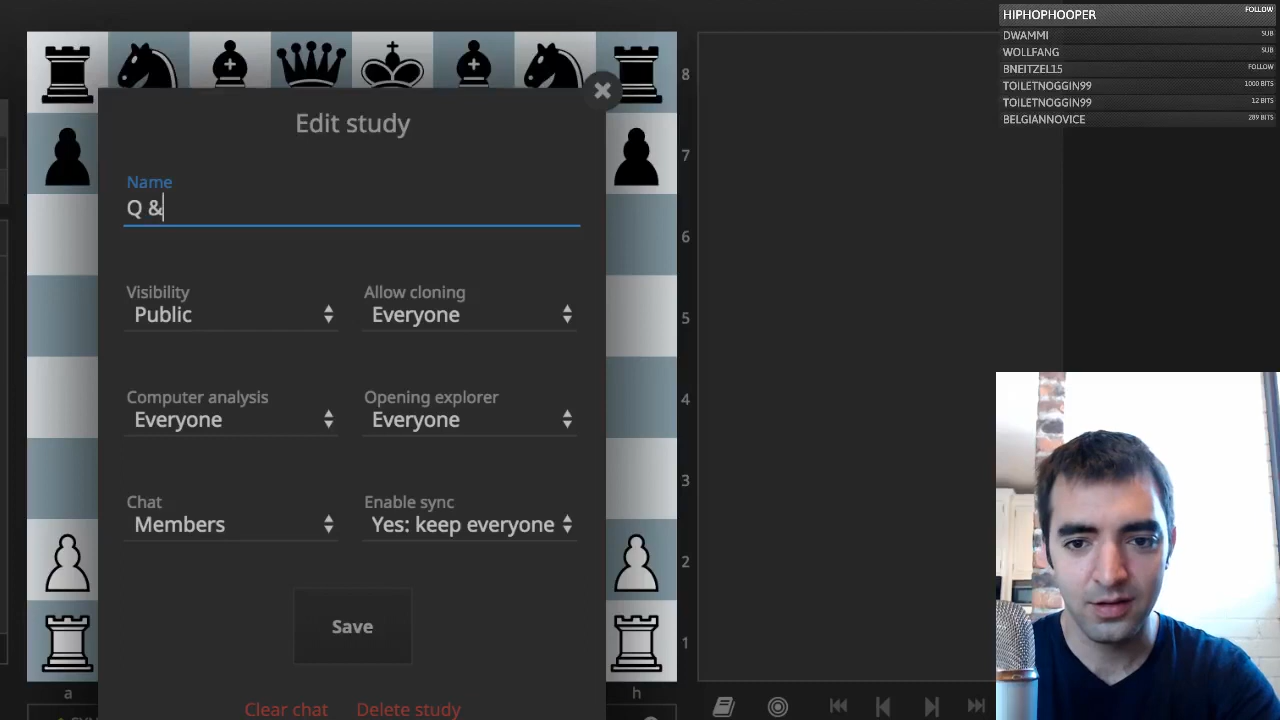 HIPHOPHOOPER FOLLOW
DWAMMI SUB
WOLLFANG SUB
BNEITZEL15 FOLLOW
TOILETNOGGIN99 1000 BITS
TOILETNOGGIN99 12 BITS
BELGIANNOVICE 289 BITS
Edit study
Name
Q &
Visibility Allow cloning
Public Everyone
Computer analysis Opening explorer
Everyone Everyone
Chat Enable sync
Members Yes: keep everyone
Save
Clear chat Delete study
8
7
6
5
4
3
2
1
a h